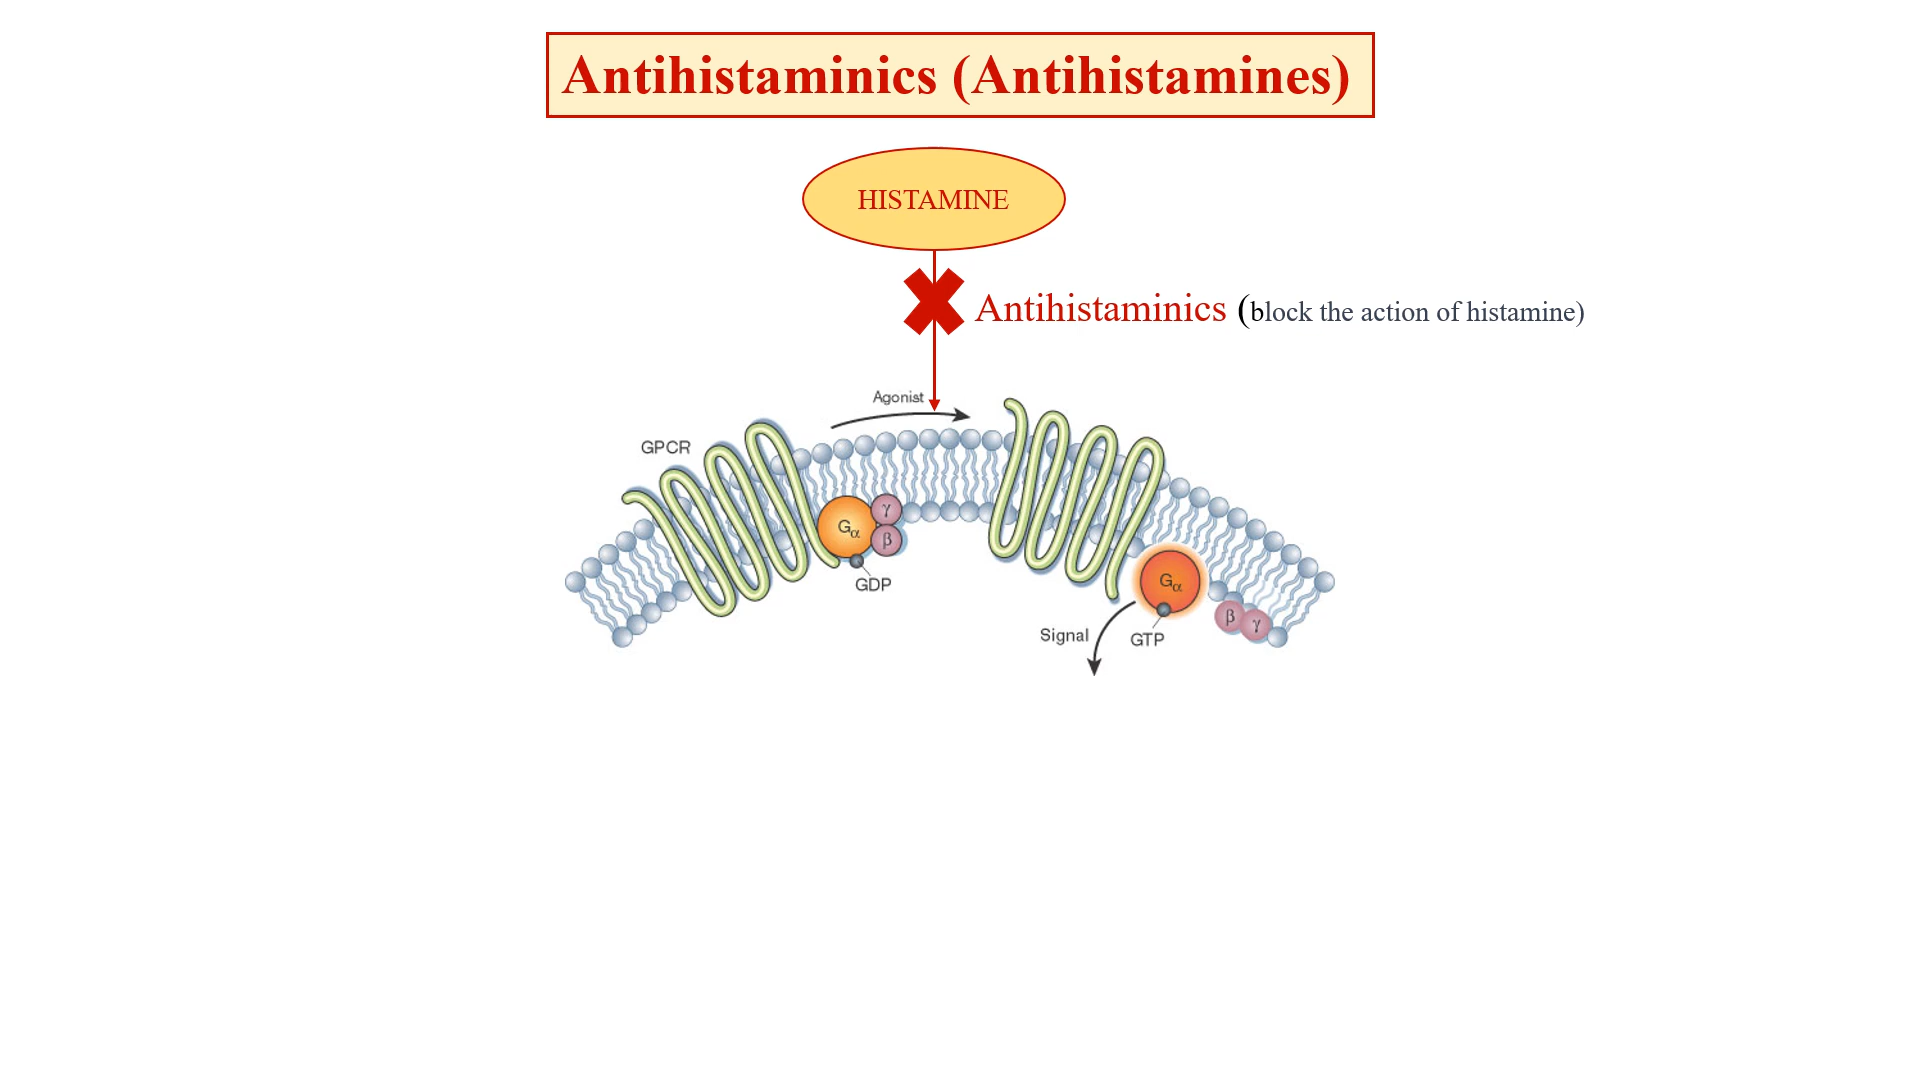 Antihistaminics (Antihistamines)
HISTAMINE
Antihistaminics (block the action of histamine)
Agonist
GPCR
Gα
γ
β
GDP
Gα
β
γ
Signal
GTP